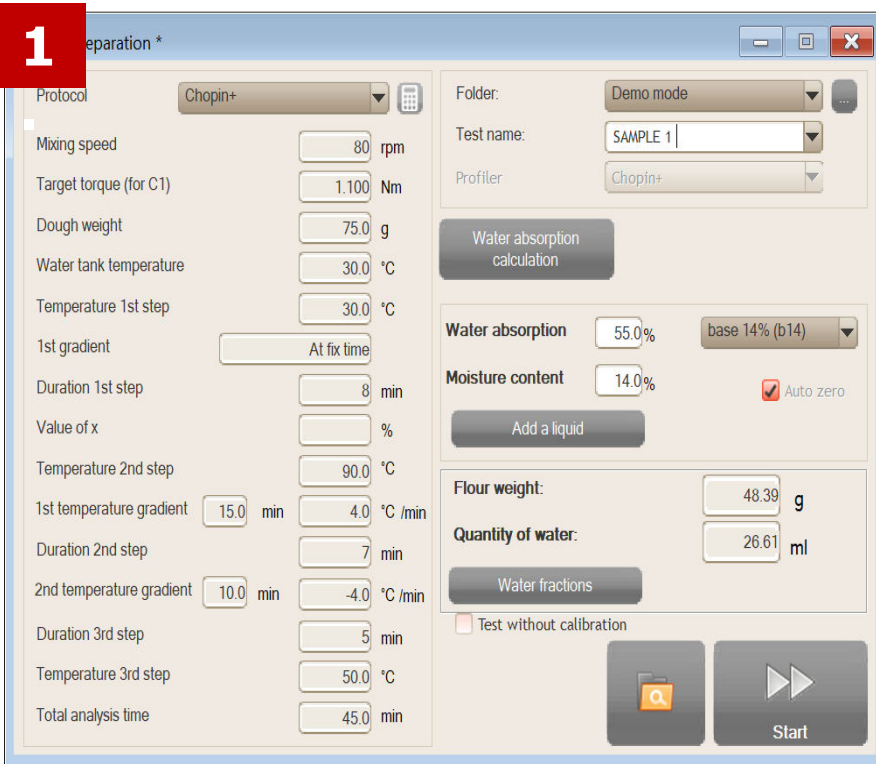 1
eparation *
Protocol Chopin+
Mixing speed 80 rpm
Target torque (for C1) 1.100 Nm
Dough weight 75.0 g
Water tank temperature 30.0 °C
Temperature 1st step 30.0 °C
1st gradient At fix time
Duration 1st step 8 min
Value of x %
Temperature 2nd step 90.0 °C
1st temperature gradient 15.0 min 4.0 °C /min
Duration 2nd step 7 min
2nd temperature gradient 10.0 min -4.0 °C /min
Duration 3rd step 5 min
Temperature 3rd step 50.0 °C
Total analysis time 45.0 min
Folder: Demo mode ...
Test name: SAMPLE 1
Profiler Chopin+
Water absorption
calculation
Water absorption 55.0% base 14% (b14)
Moisture content 14.0% Auto zero
Add a liquid
Flour weight: 48.39 g
Quantity of water: 26.61 ml
Water fractions
Test without calibration
Start